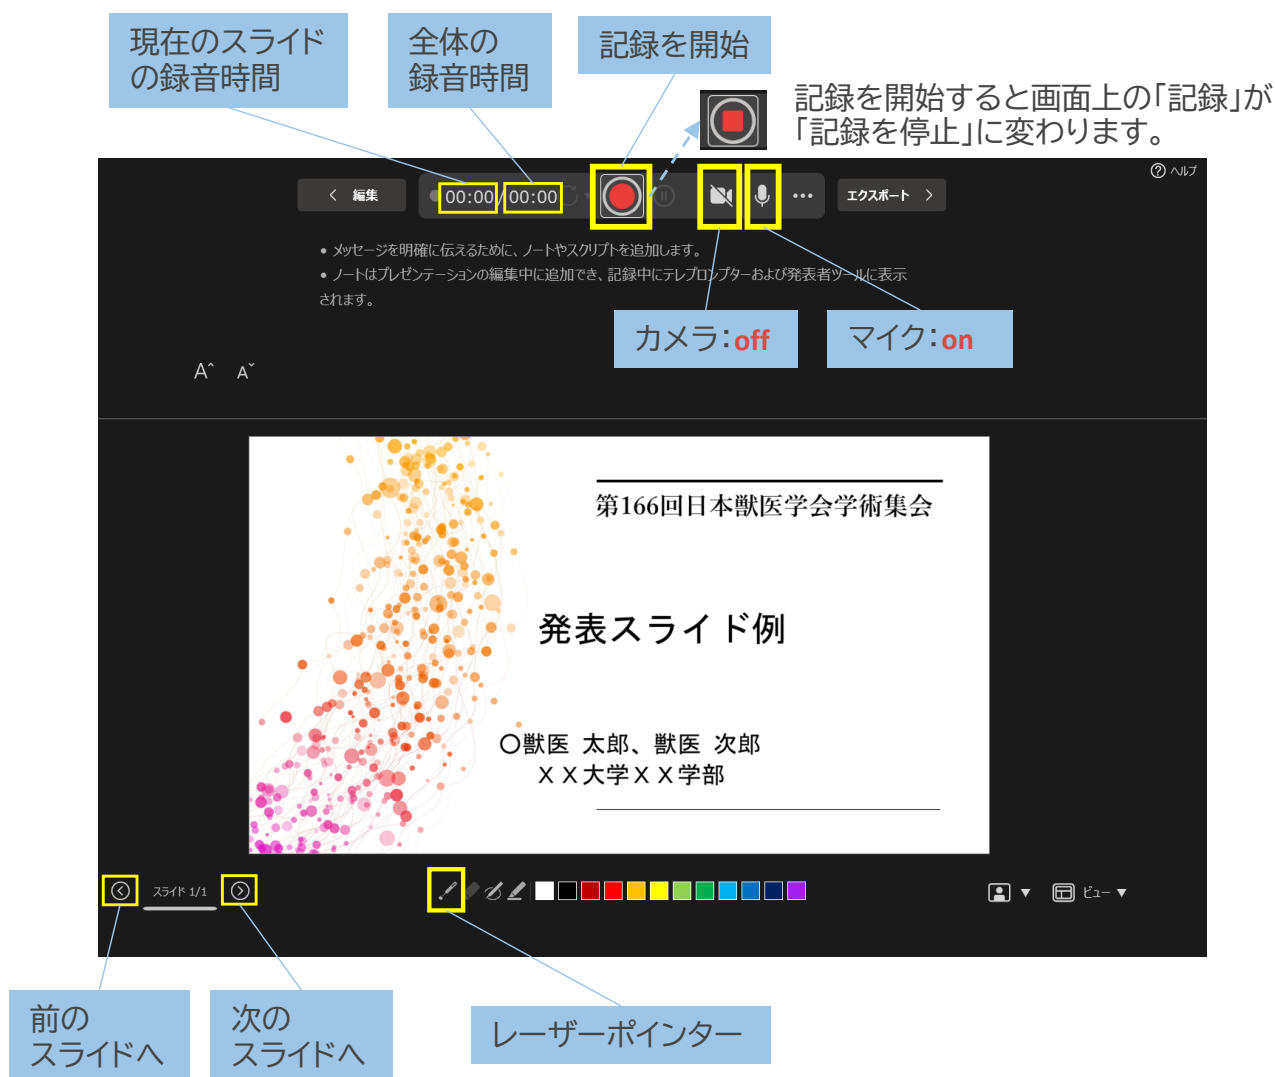 現在のスライド
の録音時間
全体の
録音時間
記録を開始
記録を開始すると画面上の「記録」が
「記録を停止」に変わります。
ヘルプ
編集
00:00/00:00
エクスポート
• メッセージを明確に伝えるために、ノートやスクリプトを追加します。
• ノートはプレゼンテーションの編集中に追加でき、記録中にテレプロンプターおよび発表者ツールに表示
されます。
カメラ：off
マイク：on
A^ Aˇ
第166回日本獣医学会学術集会
発表スライド例
〇獣医 太郎、獣医 次郎
ＸＸ大学ＸＸ学部
スライド 1/1
ビュー
前の
スライドへ
次の
スライドへ
レーザーポインター